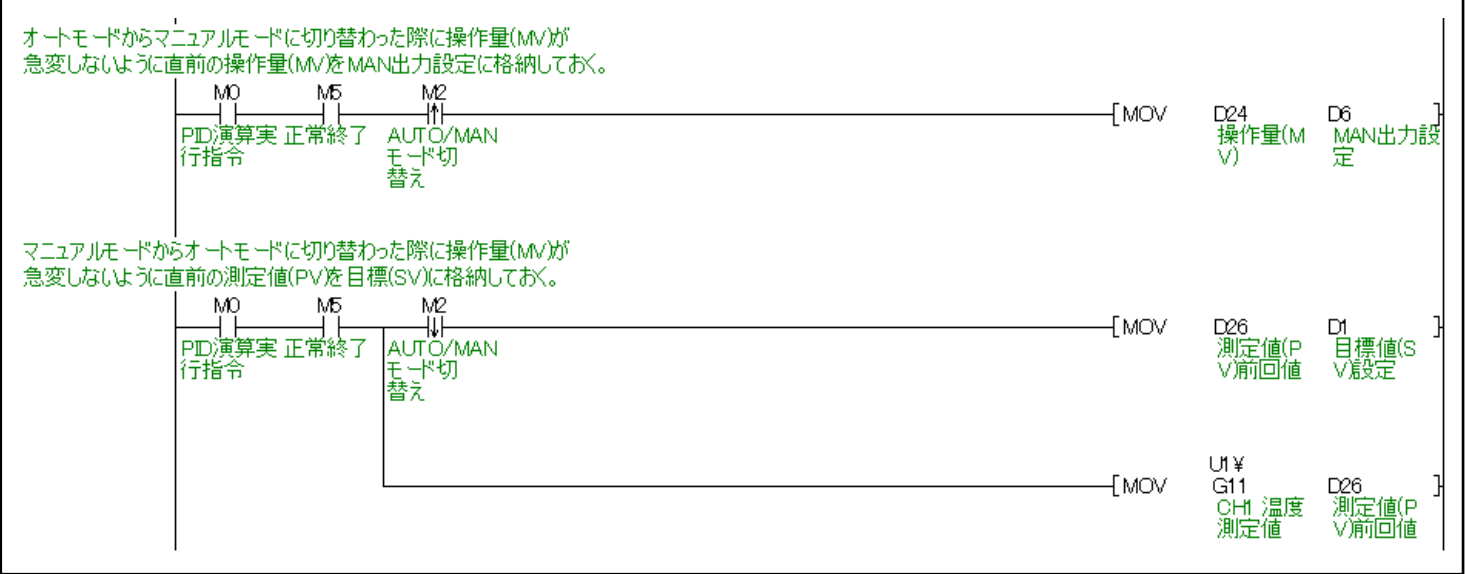 オートモードからマニュアルモードに切り替わった際に操作量(MV)が
急変しないように直前の操作量(MV)をMAN出力設定に格納しておく。
M0 M5 M2
[MOV D24 D6 ]
PID演算実 正常終了 AUTO/MAN 操作量(M MAN出力設
行指令 モード切 V) 定
替え
マニュアルモードからオートモードに切り替わった際に操作量(MV)が
急変しないように直前の測定値(PV)を目標(SV)に格納しておく。
M0 M5 M2
[MOV D26 D1 ]
PID演算実 正常終了 AUTO/MAN 測定値(P 目標値(S
行指令 モード切 V)前回値 V)設定
替え
U1¥
[MOV G11 D26 ]
CH1 温度 測定値(P
測定値 V)前回値